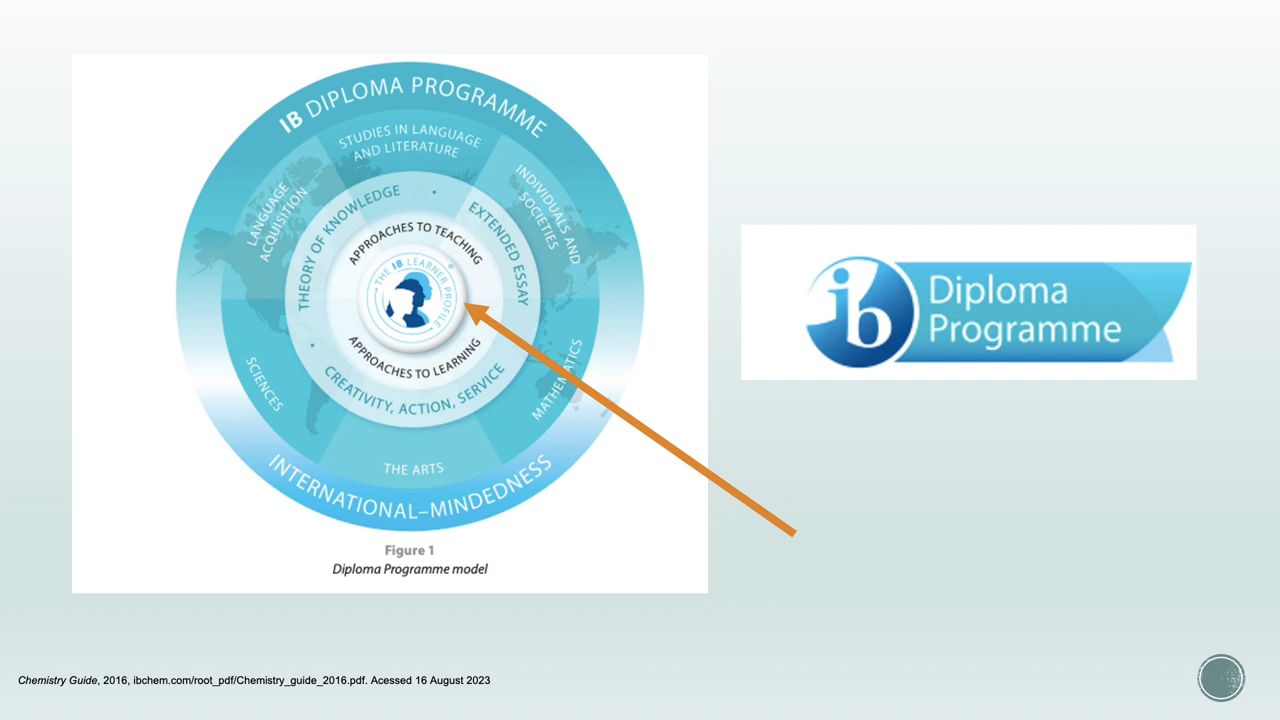 IB DIPLOMA PROGRAMME
STUDIES IN LANGUAGE
AND LITERATURE
LANGUAGE
ACQUISITION
INDIVIDUALS AND
SOCIETIES
THEORY OF KNOWLEDGE
EXTENDED ESSAY
APPROACHES TO TEACHING
THE IB LEARNER PROFILE
®
APPROACHES TO LEARNING
CREATIVITY, ACTION, SERVICE
SCIENCES
MATHEMATICS
THE ARTS
INTERNATIONAL–MINDEDNESS
Figure 1
Diploma Programme model
ib
Diploma
Programme
Chemistry Guide, 2016, ibchem.com/root_pdf/Chemistry_guide_2016.pdf. Acessed 16 August 2023